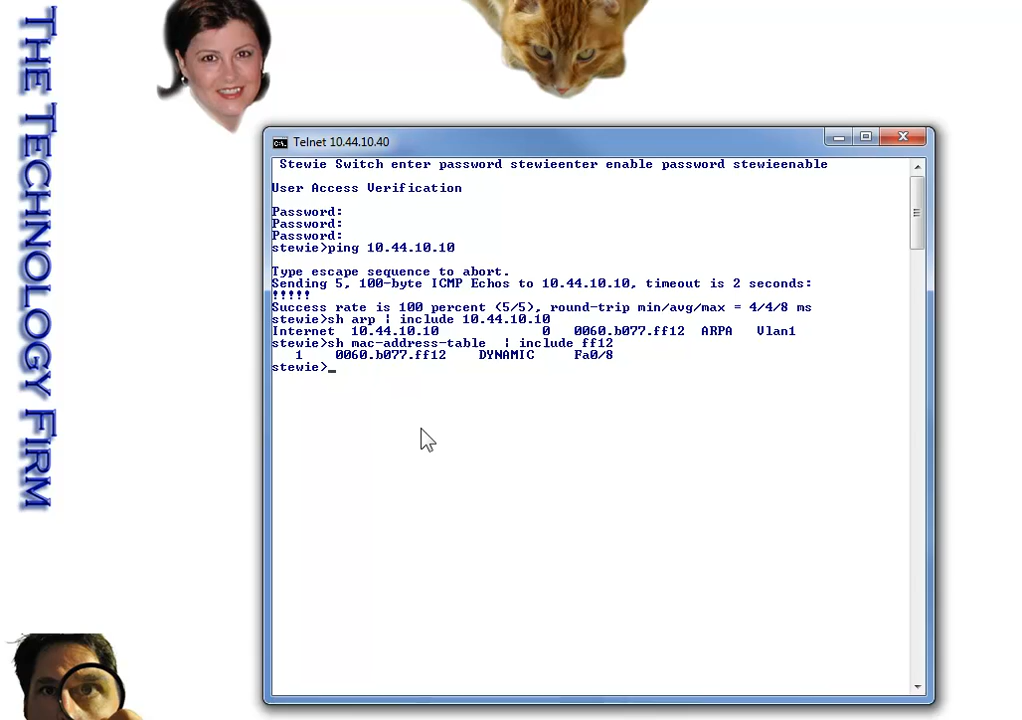 THE TECHNOLOGY FIRM
Telnet 10.44.10.40
Stewie Switch enter password stewieenter enable password stewieenable
User Access Verification
Password:
Password:
Password:
stewie>ping 10.44.10.10
Type escape sequence to abort.
Sending 5, 100-byte ICMP Echos to 10.44.10.10, timeout is 2 seconds:
!!!!!
Success rate is 100 percent (5/5), round-trip min/avg/max = 4/4/8 ms
stewie>sh arp | include 10.44.10.10
Internet  10.44.10.10             0   0060.b077.ff12  ARPA   Vlan1
stewie>sh mac-address-table  | include ff12
   1    0060.b077.ff12    DYNAMIC     Fa0/8
stewie>_